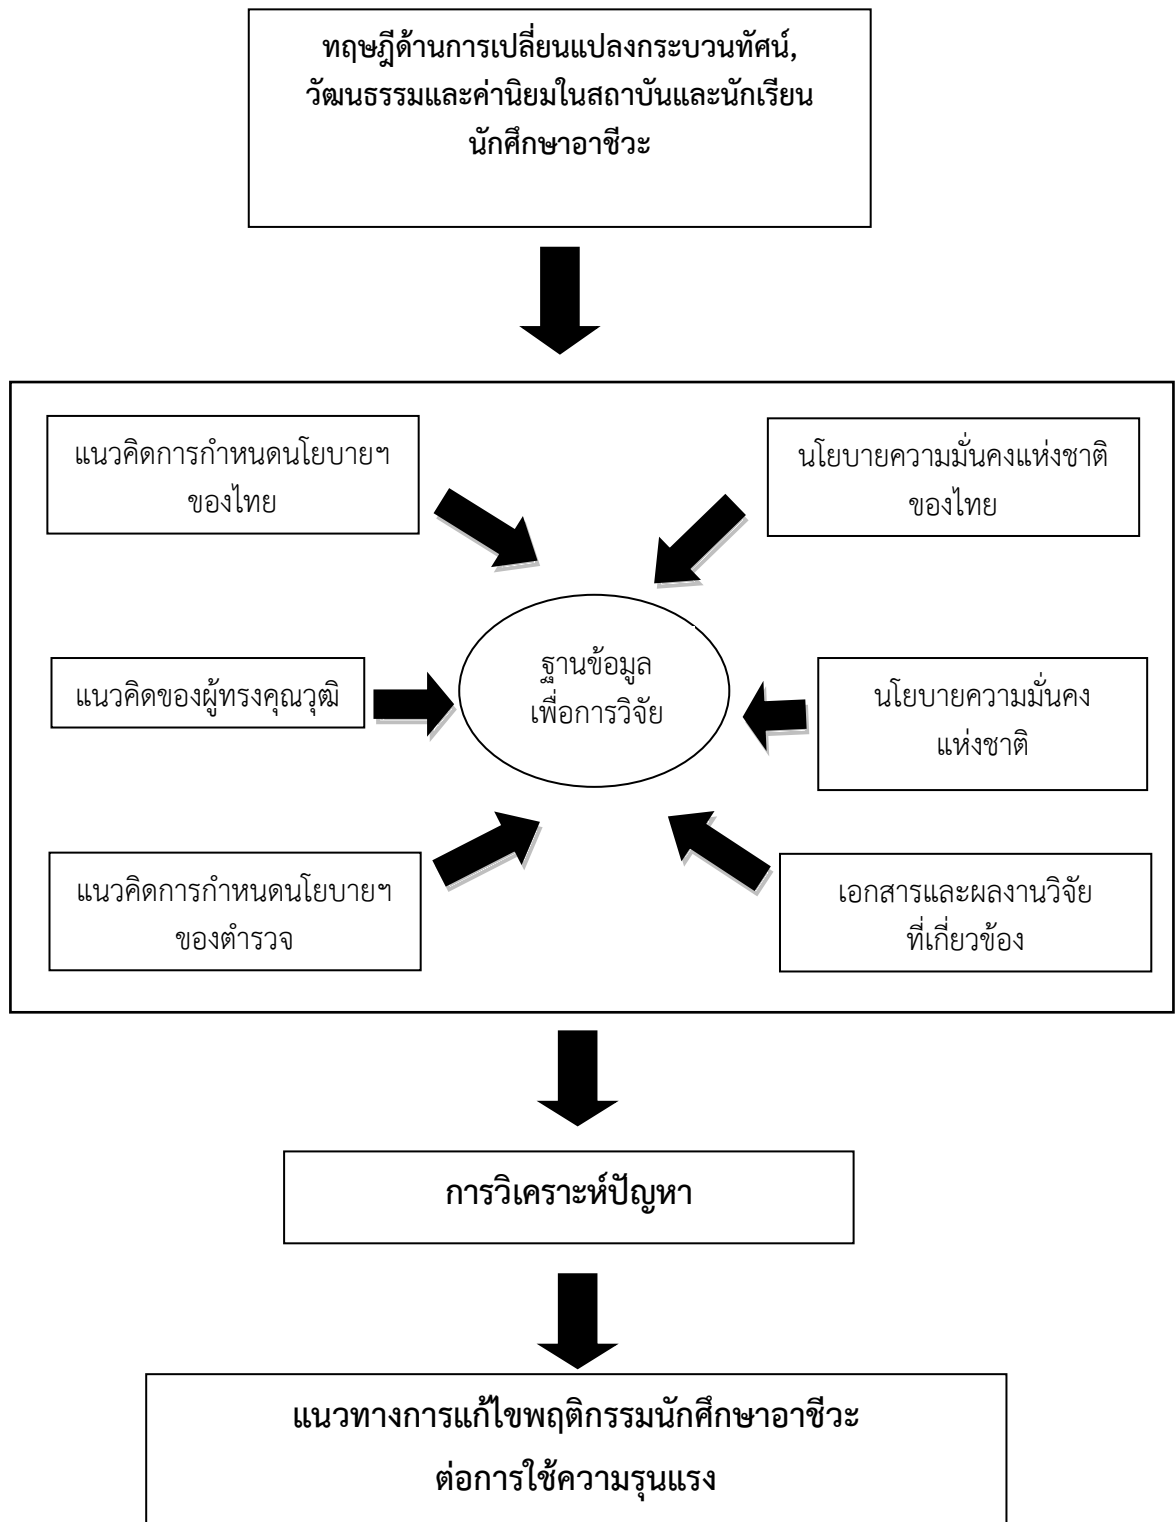 ทฤษฎีด้านการเปลี่ยนแปลงกระบวนทัศน์,
วัฒนธรรมและค่านิยมในสถาบันและนักเรียน
นักศึกษาอาชีวะ
แนวคิดการกำหนดนโยบายฯ
ของไทย
นโยบายความมั่นคงแห่งชาติ
ของไทย
แนวคิดของผู้ทรงคุณวุฒิ
ฐานข้อมูล
เพื่อการวิจัย
นโยบายความมั่นคง
แห่งชาติ
แนวคิดการกำหนดนโยบายฯ
ของตำรวจ
เอกสารและผลงานวิจัย
ที่เกี่ยวข้อง
การวิเคราะห์ปัญหา
แนวทางการแก้ไขพฤติกรรมนักศึกษาอาชีวะ
ต่อการใช้ความรุนแรง